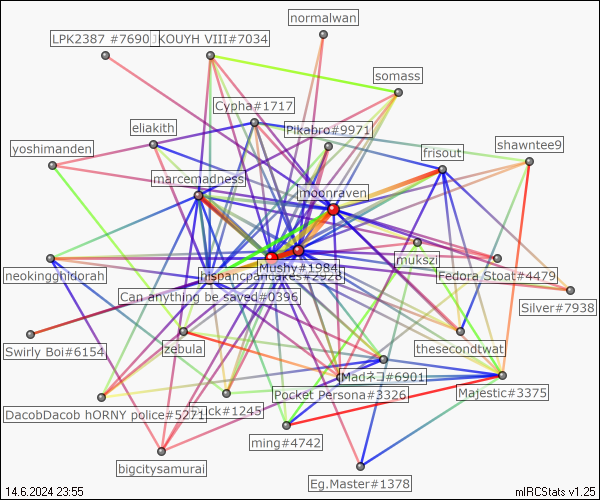 normalwan
LPK2387 #7690
KOUYH VIII#7034
somass
Cypha#1717
eliakith
Pikabro#9971
shawntee9
yoshimanden
frisout
marcemadness
moonraven
mukszi
Mushy#1984
neokingghidorah
hispancpancakes#2928
Fedora Stoat#4479
Can anything be saved#0396
Silver#7938
Swirly Boi#6154
zebula
thesecondtwat
(Madネコ#6901
Pocket Persona#3326
Majestic#3375
DacobDacob hORNY police#5271
ck#1245
ming#4742
bigcitysamurai
Eg.Master#1378
14.6.2024 23:55
mIRCStats v1.25